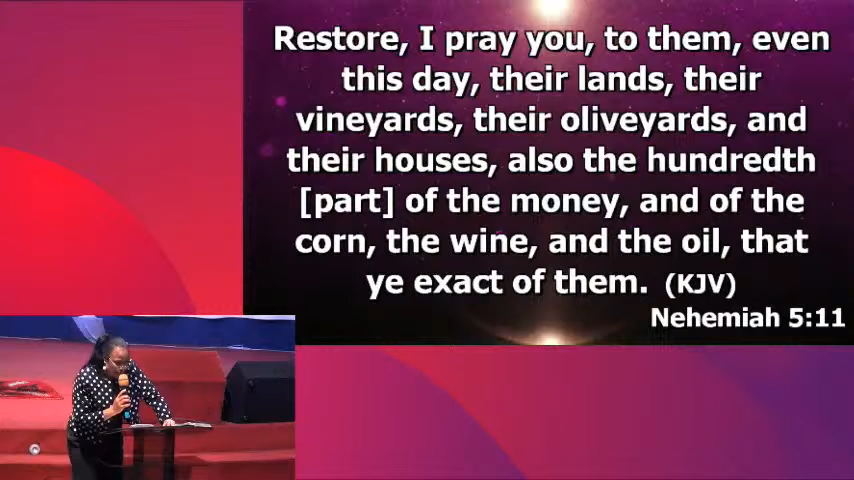 Restore, I pray you, to them, even
this day, their lands, their
vineyards, their oliveyards, and
their houses, also the hundredth
[part] of the money, and of the
corn, the wine, and the oil, that
ye exact of them. (KJV)
Nehemiah 5:11